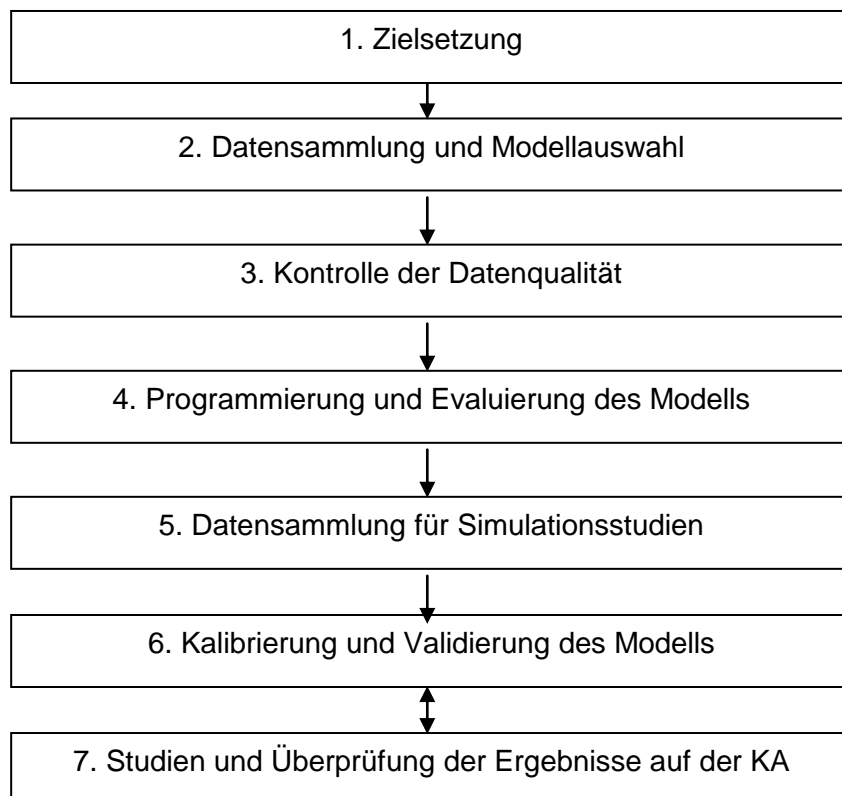 1. Zielsetzung
2. Datensammlung und Modellauswahl
3. Kontrolle der Datenqualität
4. Programmierung und Evaluierung des Modells
5. Datensammlung für Simulationsstudien
6. Kalibrierung und Validierung des Modells
7. Studien und Überprüfung der Ergebnisse auf der KA